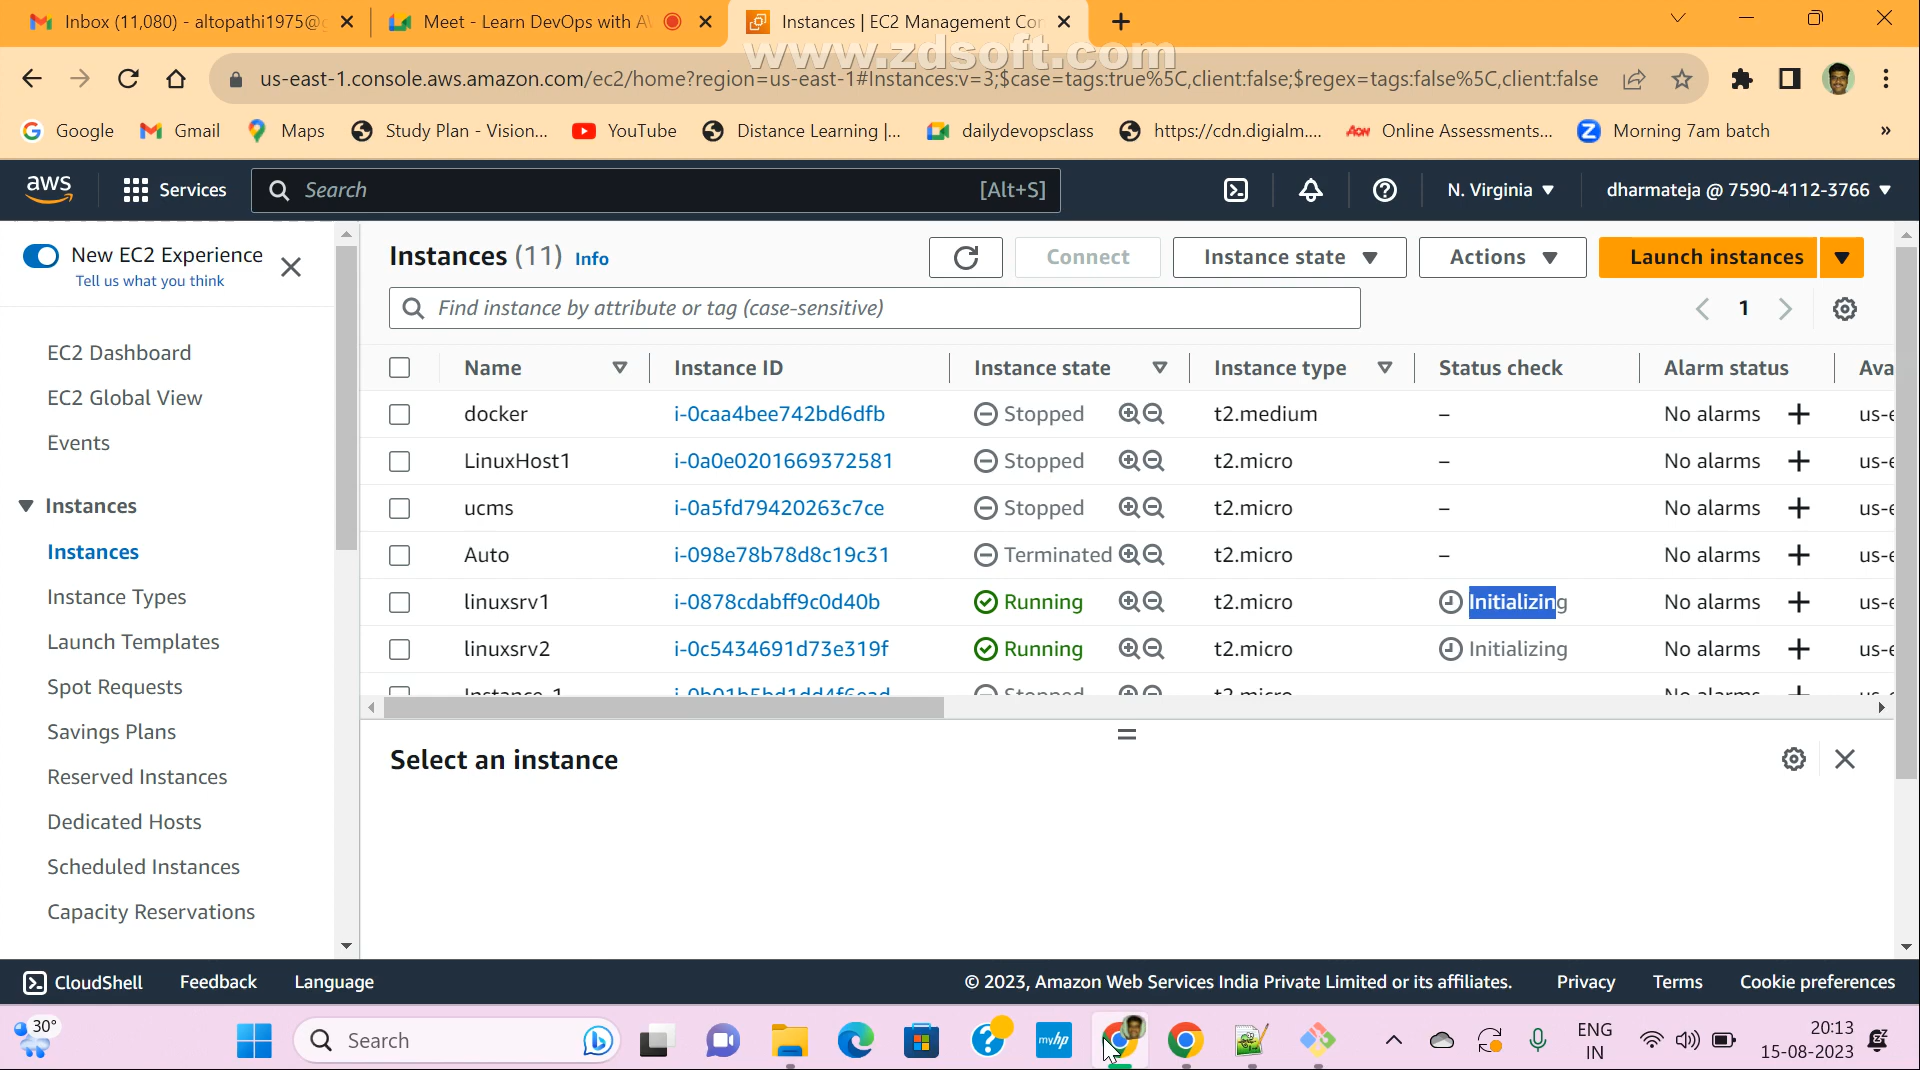 Inbox (11,080) - altopathi1975@g
Meet - Learn DevOps with A
Instances | EC2 Management Con
www.zdsoft.com
us-east-1.console.aws.amazon.com/ec2/home?region=us-east-1#Instances:v=3;$case=tags:true%5C,client:false;$regex=tags:false%5C,client:false
Google
Gmail
Maps
Study Plan - Vision...
YouTube
Distance Learning |...
dailydevopsclass
https://cdn.digialm....
AON
Online Assessments...
Z
Morning 7am batch
»
aws
Services
Search
[Alt+S]
N. Virginia
dharmateja @ 7590-4112-3766
New EC2 Experience
Tell us what you think
EC2 Dashboard
EC2 Global View
Events
Instances
Instances
Instance Types
Launch Templates
Spot Requests
Savings Plans
Reserved Instances
Dedicated Hosts
Scheduled Instances
Capacity Reservations
Instances (11) Info
Connect
Instance state
Actions
Launch instances
Find instance by attribute or tag (case-sensitive)
1
Name Instance ID Instance state Instance type Status check Alarm status Ava
docker i-0caa4bee742bd6dfb Stopped t2.medium – No alarms + us-e
LinuxHost1 i-0a0e0201669372581 Stopped t2.micro – No alarms + us-e
ucms i-0a5fd79420263c7ce Stopped t2.micro – No alarms + us-e
Auto i-098e78b78d8c19c31 Terminated t2.micro – No alarms + us-e
linuxsrv1 i-0878cdabff9c0d40b Running t2.micro Initializing No alarms + us-e
linuxsrv2 i-0c5434691d73e319f Running t2.micro Initializing No alarms + us-e
Instance-1 i-0b01b5bd1dd4f6ead Stopped t2.micro No alarms
Select an instance
CloudShell
Feedback
Language
© 2023, Amazon Web Services India Private Limited or its affiliates.
Privacy
Terms
Cookie preferences
30°
Search
myhp
ENG
IN
20:13
15-08-2023